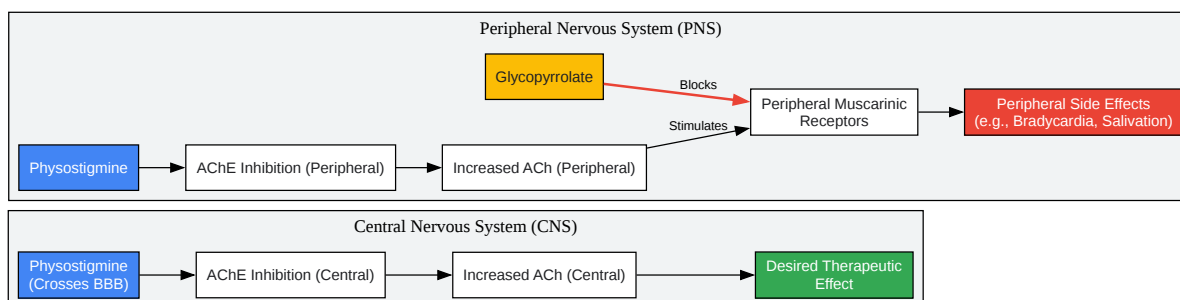 Peripheral Nervous System (PNS)
Glycopyrrolate
Blocks
Peripheral Muscarinic
Receptors
Peripheral Side Effects
(e.g., Bradycardia, Salivation)
Stimulates
Physostigmine
AChE Inhibition (Peripheral)
Increased ACh (Peripheral)
Central Nervous System (CNS)
Physostigmine
(Crosses BBB)
AChE Inhibition (Central)
Increased ACh (Central)
Desired Therapeutic
Effect